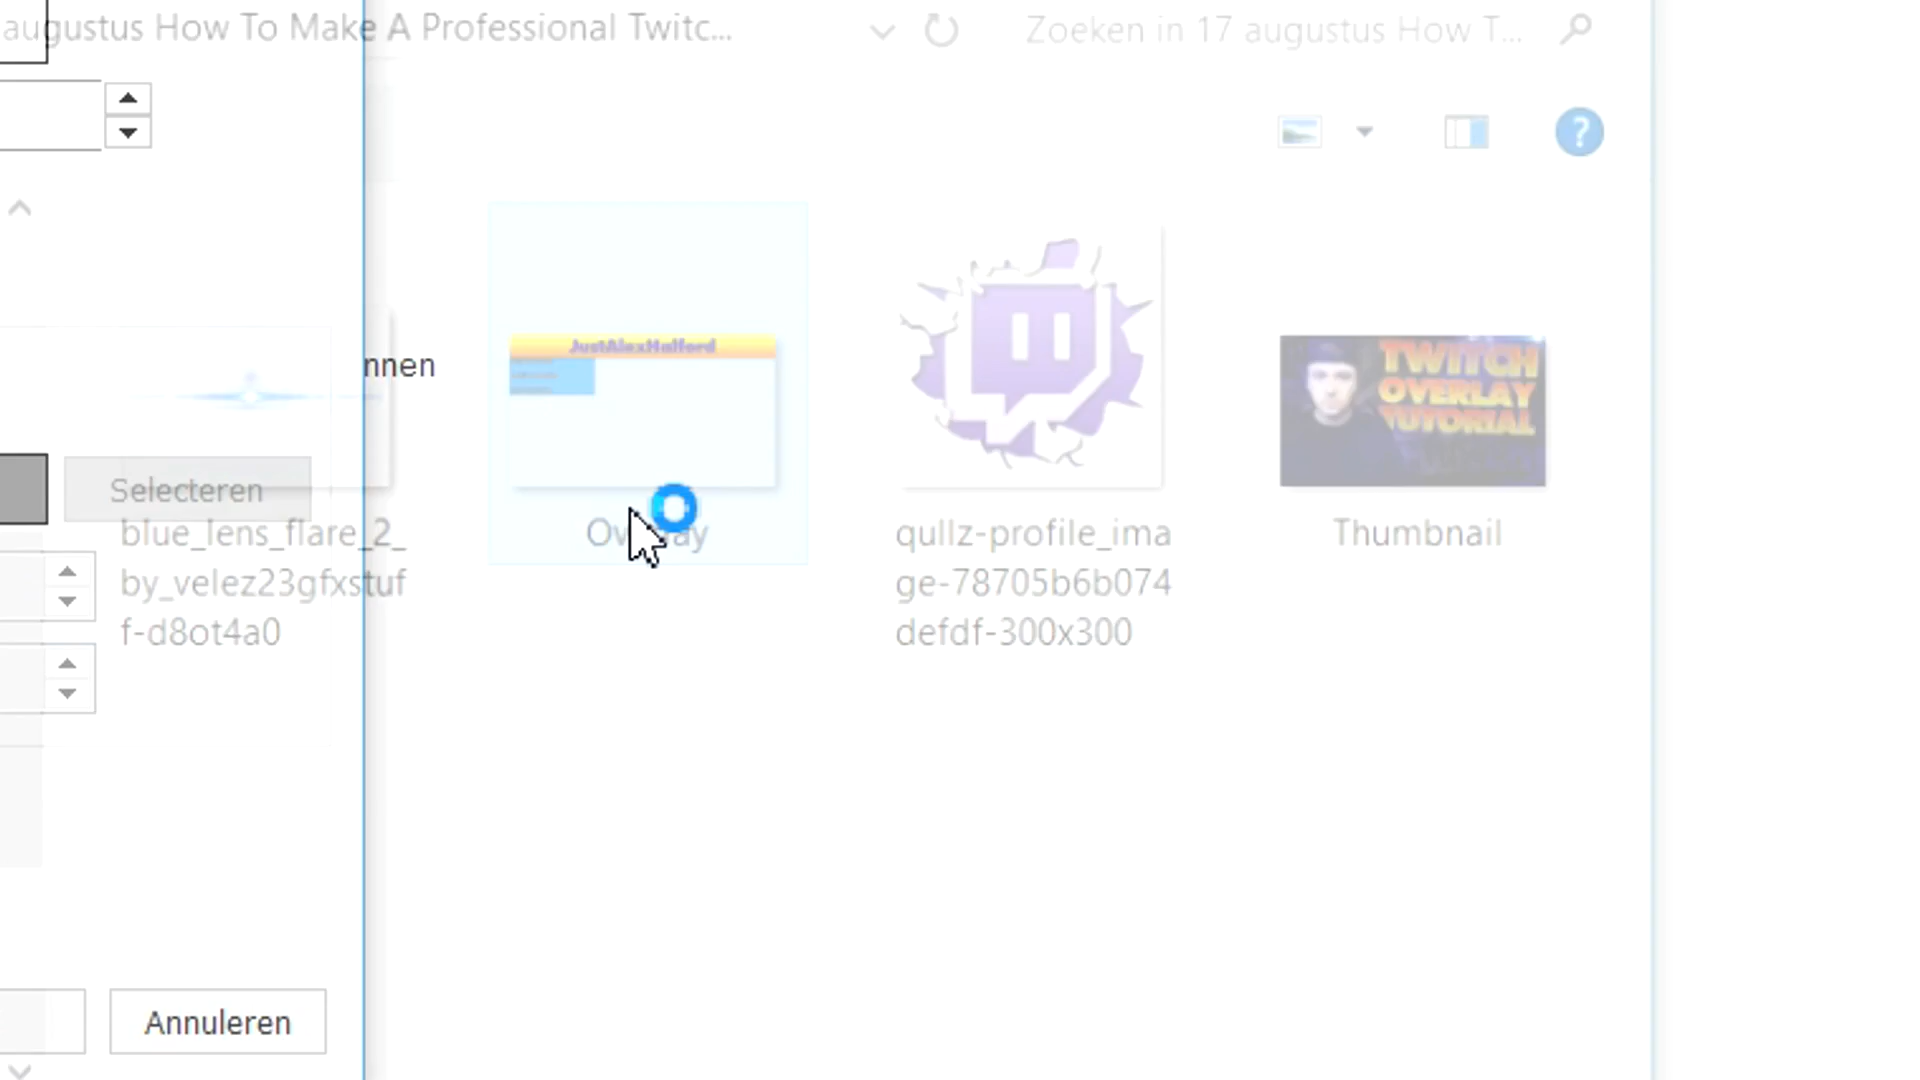 augustus How To Make A Professional Twitc...
Zoeken in 17 augustus How T...
nnen
JustAlexHalford
TWITCH
OVERLAY
TUTORIAL
Selecteren
blue_lens_flare_2_
by_velez23gfxstuf
f-d8ot4a0
qullz-profile_ima
ge-78705b6b074
defdf-300x300
Thumbnail
Annuleren